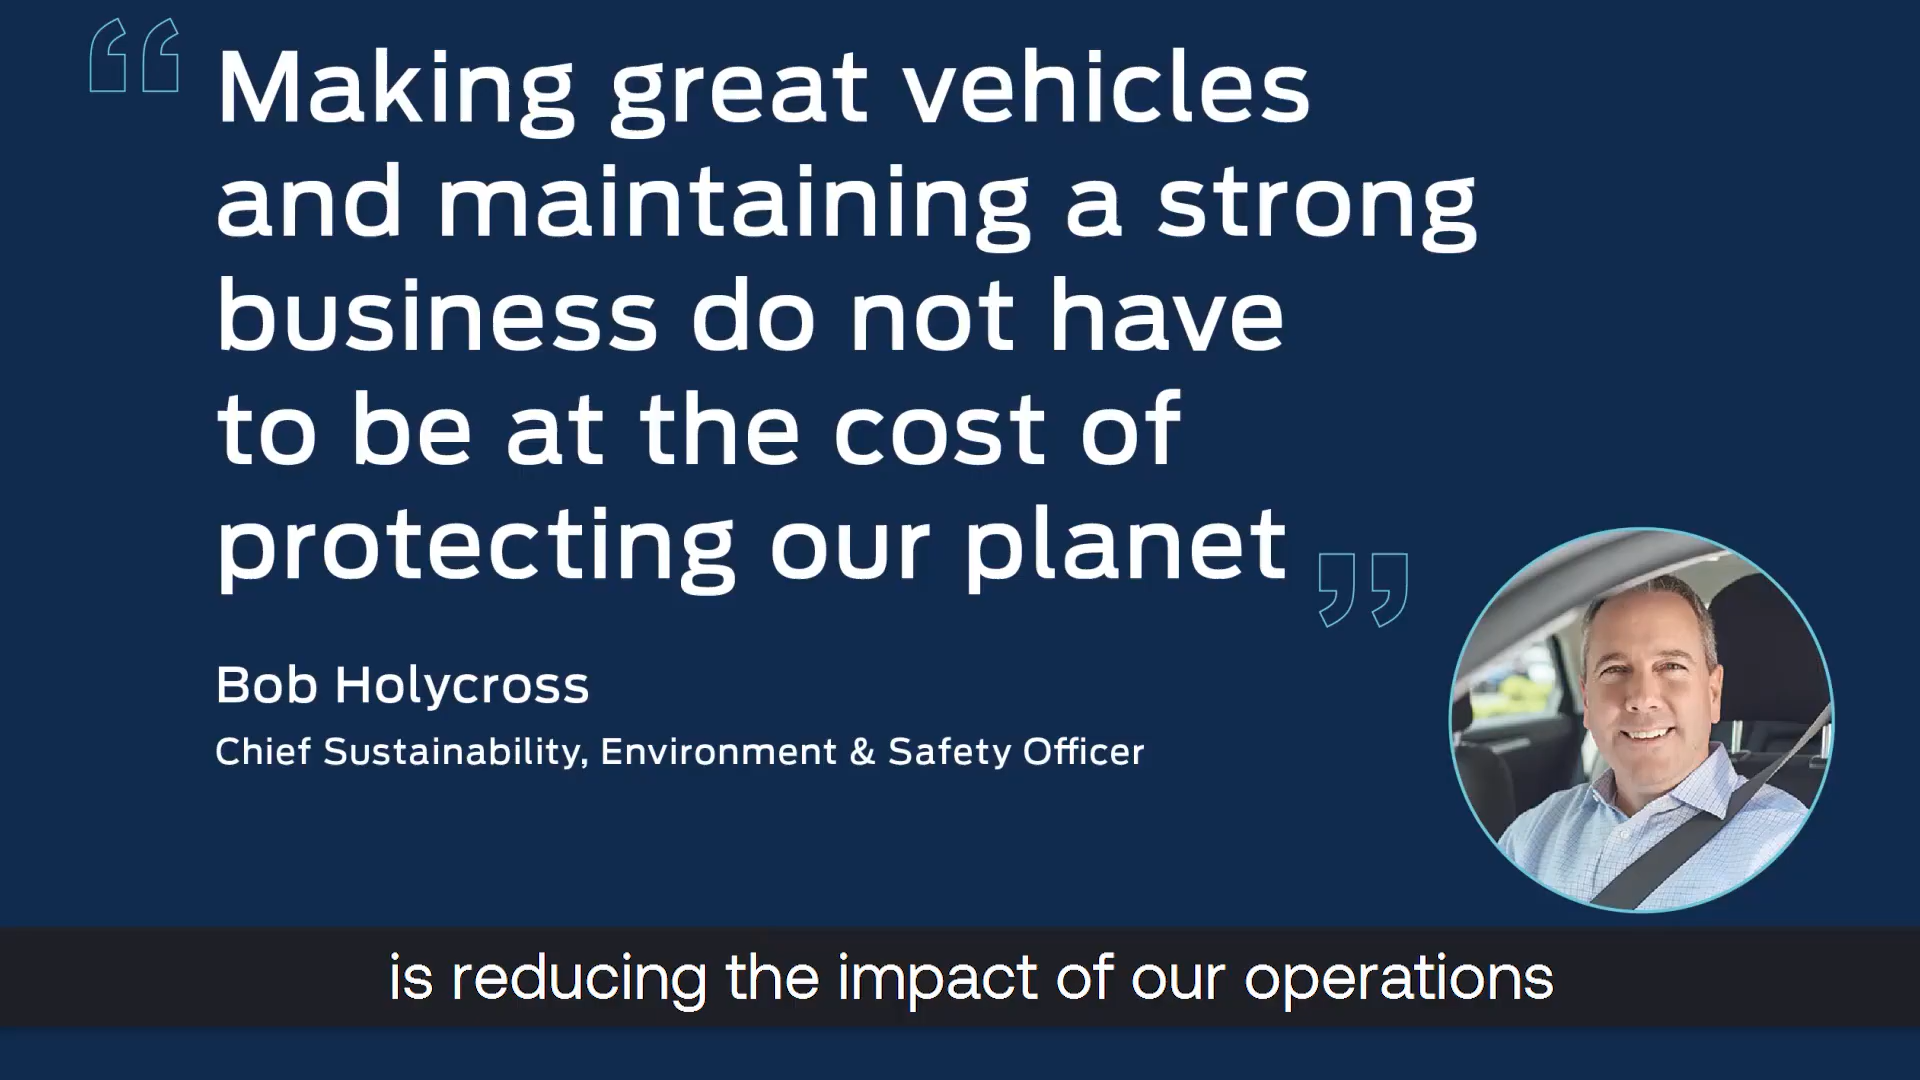 “Making great vehicles
and maintaining a strong
business do not have
to be at the cost of
protecting our planet”
Bob Holycross
Chief Sustainability, Environment & Safety Officer
is reducing the impact of our operations